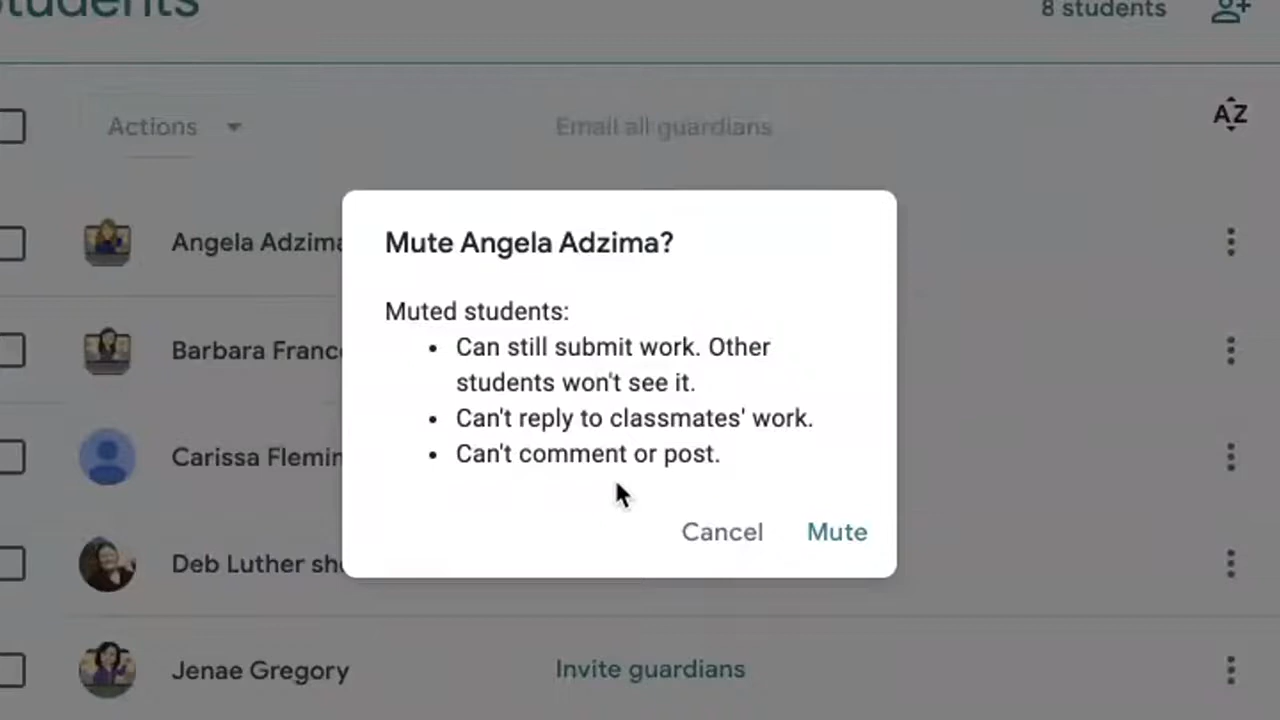 Students
8 students
Actions
Email all guardians
AZ
Angela Adzima
Mute Angela Adzima?
Muted students:
• Can still submit work. Other
students won't see it.
• Can't reply to classmates' work.
• Can't comment or post.
Cancel Mute
Barbara Franc
Carissa Flemin
Deb Luther sh
Jenae Gregory
Invite guardians